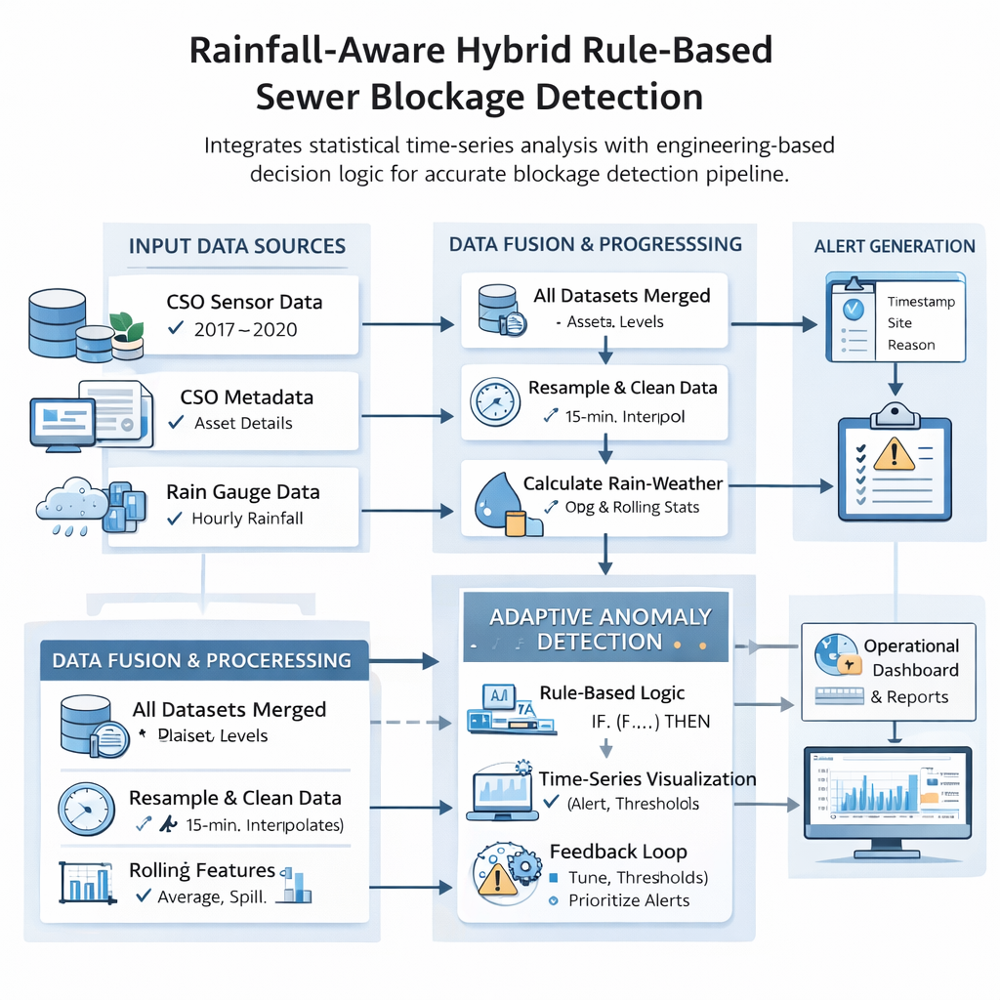 Rainfall-Aware Hybrid Rule-Based
Sewer Blockage Detection
Integrates statistical time-series analysis with engineering-based
decision logic for accurate blockage detection pipeline.
INPUT DATA SOURCES
CSO Sensor Data
✓ 2017~2020
CSO Metadata
✓ Asset Details
Rain Gauge Data
✓ Hourly Rainfall
DATA FUSION & PROGRESSSING
All Datasets Merged
- Assets. Levels
Resample & Clean Data
15-min. Interpol
Calculate Rain-Weather
& Rolling Stats
ALERT GENERATION
Timestamp
Site
Reason
DATA FUSION & PROCERESSING
All Datasets Merged
Levels
Resample & Clean Data
15-min. Interpolates)
Rolling Features
✓ Average, Spill.
ADAPTIVE ANOMALY
DETECTION
Rule-Based Logic
IF. (F....) THEN
Time-Series Visualization
✓ (Alert, Thresholds
Feedback Loop
Tune, Thresholds)
Prioritize Alerts
Operational
Dashboard
& Reports